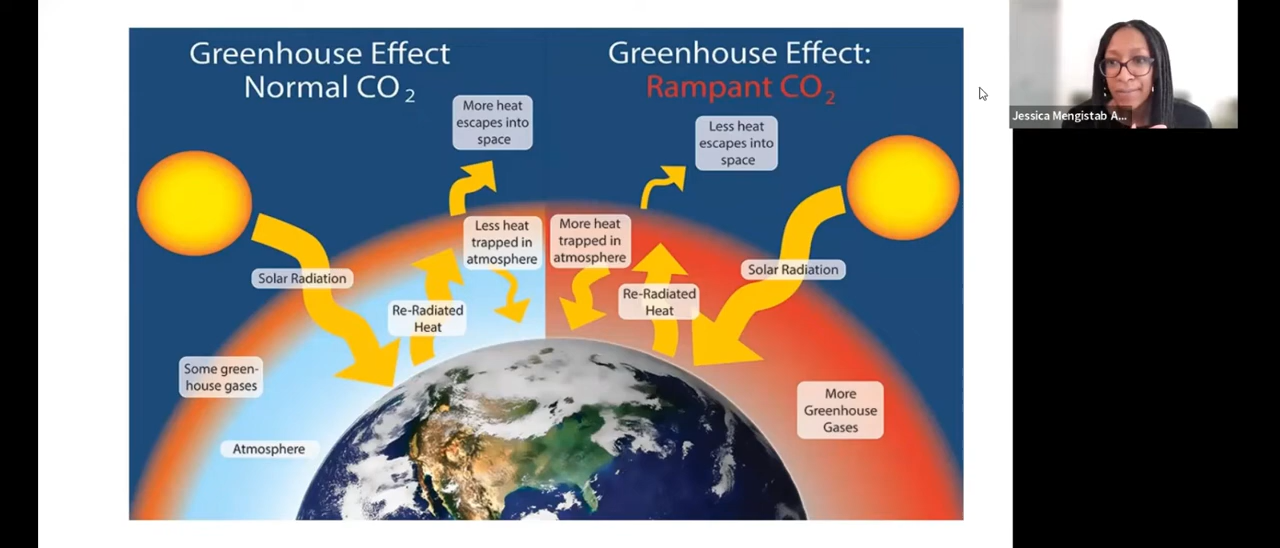 Greenhouse Effect
Normal CO2
Greenhouse Effect:
Rampant CO2
More heat
escapes into
space
Less heat
escapes into
space
Less heat
trapped in
atmosphere
More heat
trapped in
atmosphere
Solar Radiation
Solar Radiation
Re-Radiated
Heat
Re-Radiated
Heat
Some green-
house gases
More
Greenhouse
Gases
Atmosphere
Jessica Mengistab A...